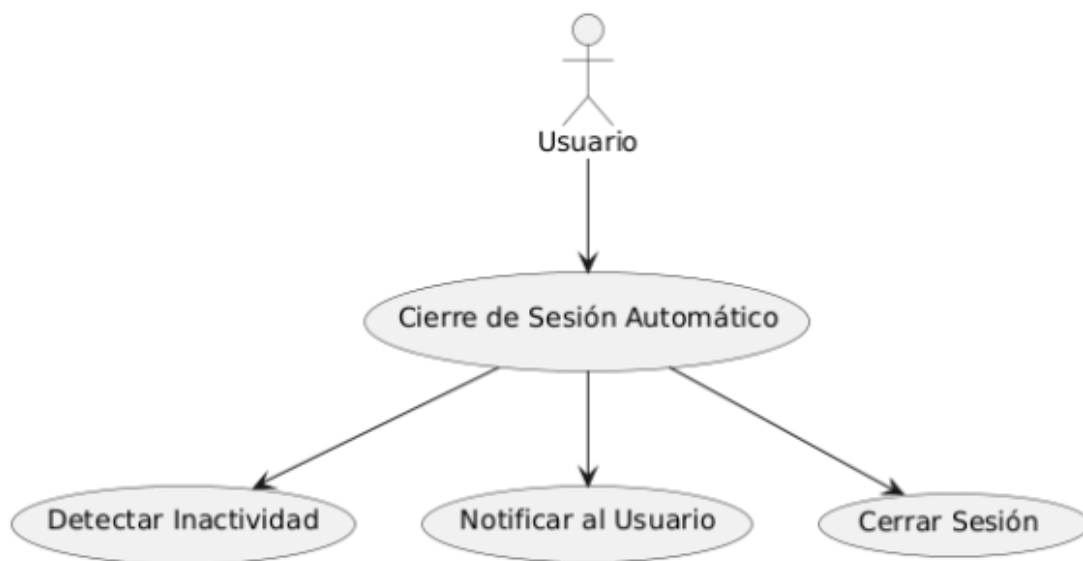 Usuario
Cierre de Sesión Automático
Detectar Inactividad
Notificar al Usuario
Cerrar Sesión